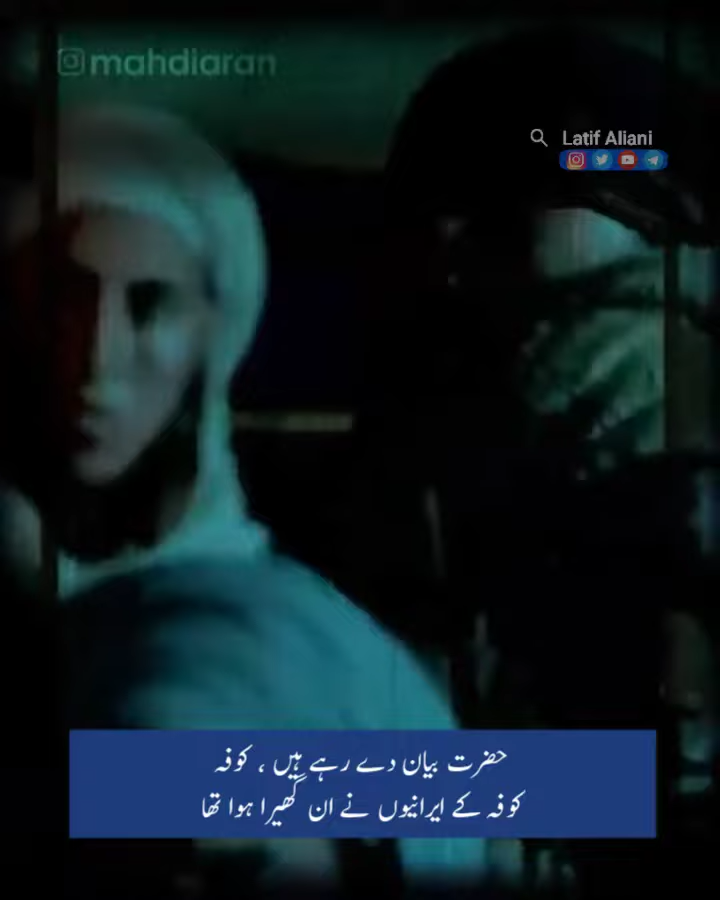 mahdiaran
Latif Aliani
حضرت بیان دے رہے ہیں ، کوفہ
کوفہ کے ایرانیوں نے ان گھیرا ہوا تھا